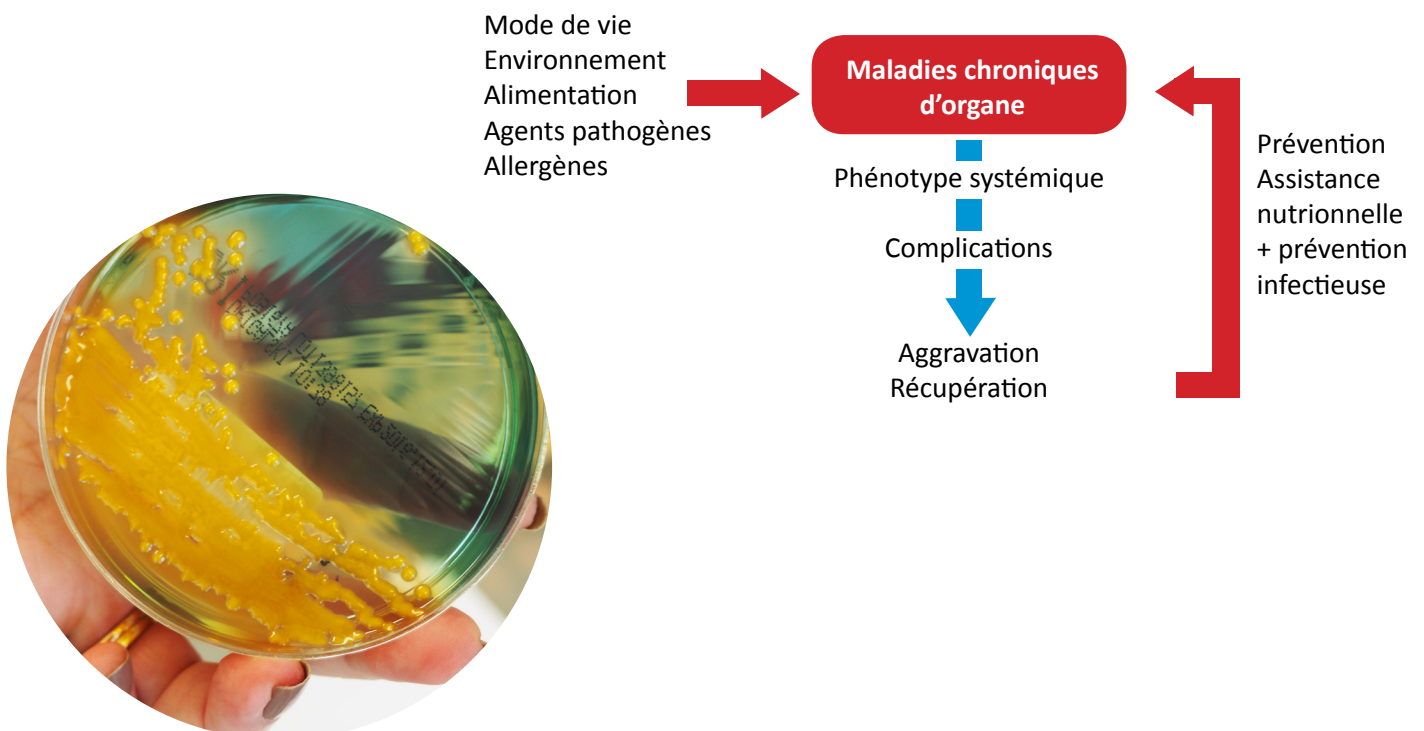 Mode de vie
Environnement
Alimentation
Agents pathogènes
Allergènes
Maladies chroniques
d’organe
Phénotype systémique
Complications
Aggravation
Récupération
Prévention
Assistance
nutrionnelle
+ prévention
infectieuse